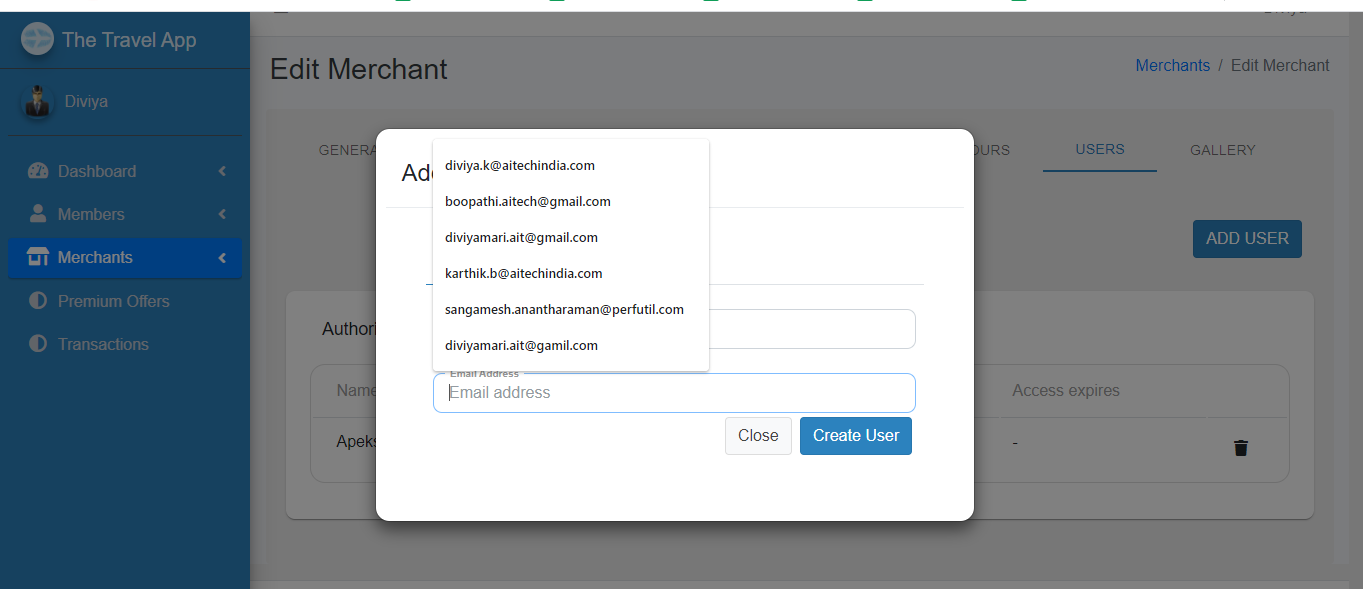 The Travel App
Diviya
Dashboard
Members
Merchants
Premium Offers
Transactions
Edit Merchant
Merchants / Edit Merchant
GENERA
OURS
USERS
GALLERY
ADD USER
Authori
Name
Access expires
Apeks
-
Ad
diviya.k@aitechindia.com
boopathi.aitech@gmail.com
diviyamari.ait@gmail.com
karthik.b@aitechindia.com
sangamesh.anantharaman@perfutil.com
diviyamari.ait@gamil.com
Email Address
Email address
Close
Create User